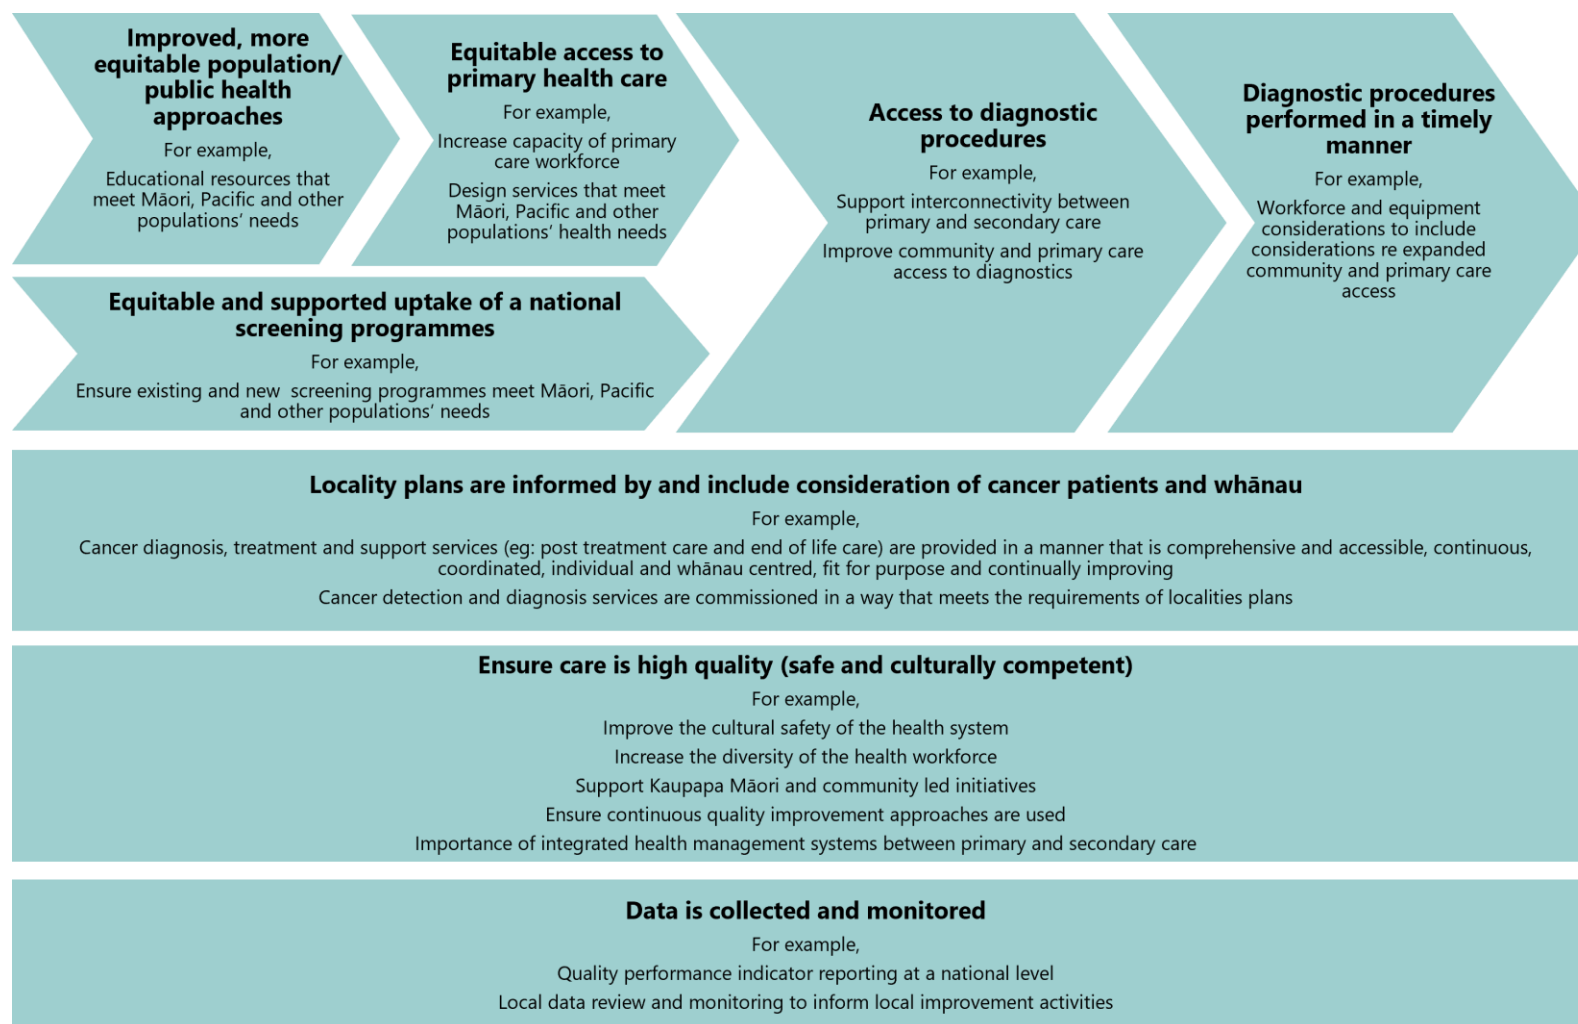 Improved, more
equitable population/
public health
approaches
For example,
Educational resources that
meet Māori, Pacific and other
populations’ needs
Equitable access to
primary health care
For example,
Increase capacity of primary
care workforce
Design services that meet
Māori, Pacific and other
populations’ health needs
Equitable and supported uptake of a national
screening programmes
For example,
Ensure existing and new  screening programmes meet Māori, Pacific
and other populations’ needs
Access to diagnostic
procedures
For example,
Support interconnectivity between
primary and secondary care
Improve community and primary care
access to diagnostics
Diagnostic procedures
performed in a timely
manner
For example,
Workforce and equipment
considerations to include
considerations re expanded
community and primary care
access
Locality plans are informed by and include consideration of cancer patients and whānau
For example,
Cancer diagnosis, treatment and support services (eg: post treatment care and end of life care) are provided in a manner that is comprehensive and accessible, continuous,
coordinated, individual and whānau centred, fit for purpose and continually improving
Cancer detection and diagnosis services are commissioned in a way that meets the requirements of localities plans
Ensure care is high quality (safe and culturally competent)
For example,
Improve the cultural safety of the health system
Increase the diversity of the health workforce
Support Kaupapa Māori and community led initiatives
Ensure continuous quality improvement approaches are used
Importance of integrated health management systems between primary and secondary care
Data is collected and monitored
For example,
Quality performance indicator reporting at a national level
Local data review and monitoring to inform local improvement activities